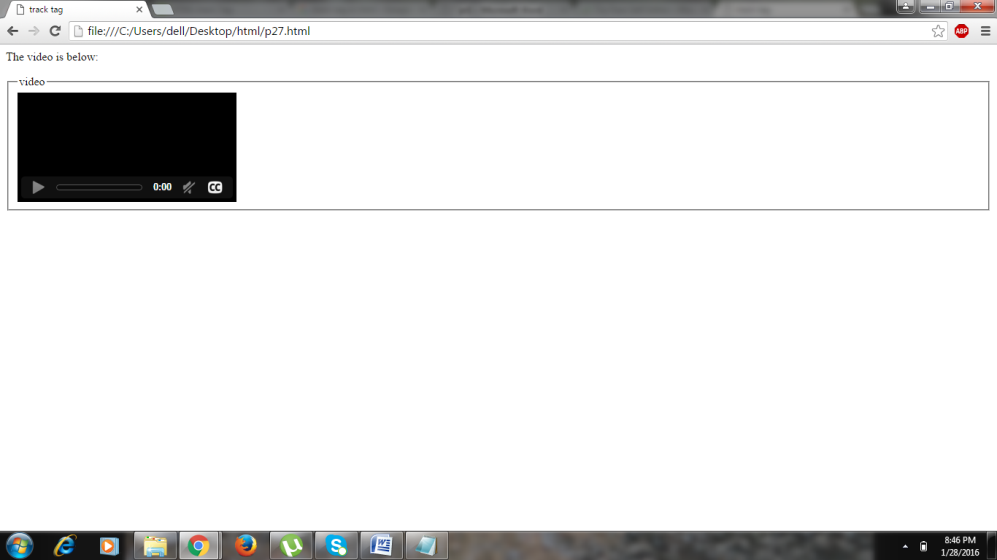 track tag
file:///C:/Users/dell/Desktop/html/p27.html
ABP
The video is below:
video
0:00
CC
8:46 PM
1/28/2016